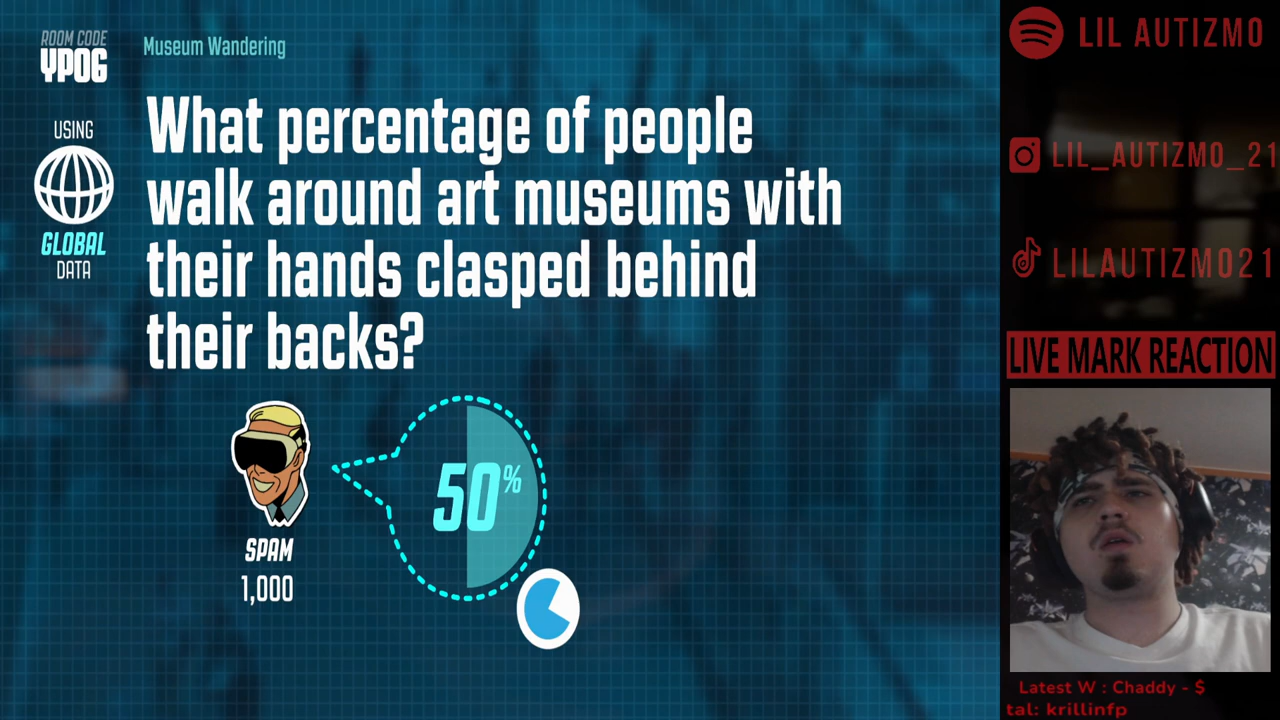 ROOM CODE
YPOG
Museum Wandering
USING
GLOBAL
DATA
What percentage of people
walk around art museums with
their hands clasped behind
their backs?
50%
SPAM
1,000
LIL AUTIZMO
LIL_AUTIZMO_21
LILAUTIZMO21
LIVE MARK REACTION
Latest W : Chaddy - $
tal: krillinfp